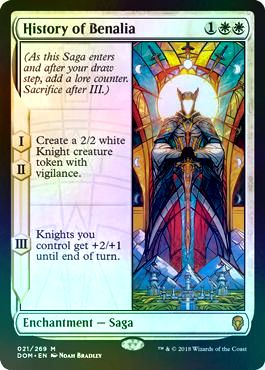 History of Benalia 1
(As this Saga
enters and after your draw
step, add a lore counter.
Sacrifice after III.)
I
II
Create a 2/2 white
Knight creature
token with
vigilance.
III
Knights you
control get +2/+1
until end of turn.
Enchantment — Saga
021/269 M
DOM • EN NOAH BRADLEY
™ & © 2018 Wizards of the Coast